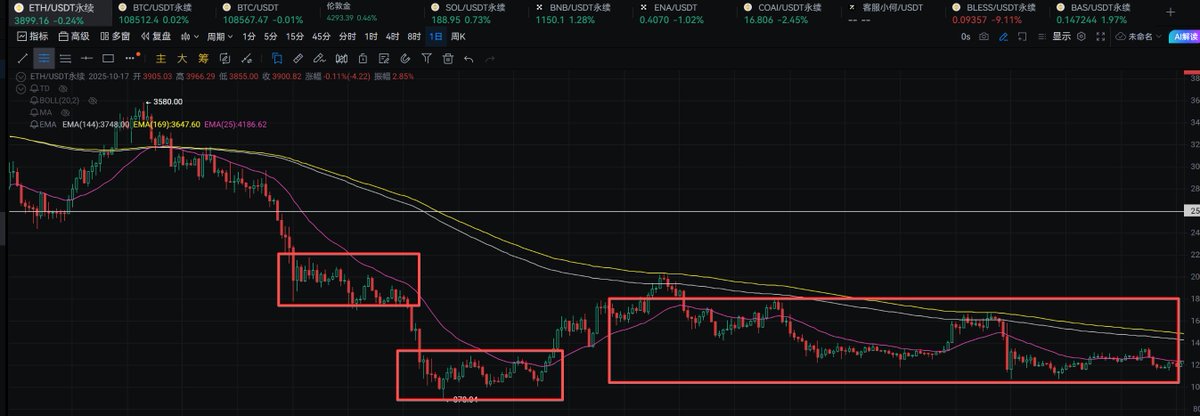 ETH/USDT永续 BTC/USDT永续 BTC/USDT 伦敦金 SOL/USDT永续 BNB/USDT永续 ENA/USDT COAI/USDT永续 客服小何/USDT BLESS/USDT永续 BAS/USDT永续
3899.16 -0.24% 108512.4 0.02% 108567.47 -0.01% 4293.39 0.46% 188.95 0.73% 1150.1 1.28% 0.4070 -1.02% 16.806 -2.45% -- -- 0.09357 -9.11% 0.147244 1.97%
指标 高级 多窗 复盘 周期 1分 5分 15分 45分 分时 1时 4时 8时 1日 周K 0s 显示 未命名 AI解读
主 大 筹
ETH/USDT永续 2025-10-17 开 3905.03 高 3966.29 低 3855.00 收 3900.82 涨幅 -0.11%(-4.22) 振幅 2.85%
TD
BOLL(20,2)
MA
EMA EMA(144):3748.00 EMA(169):3647.60 EMA(25):4186.62
3580.00